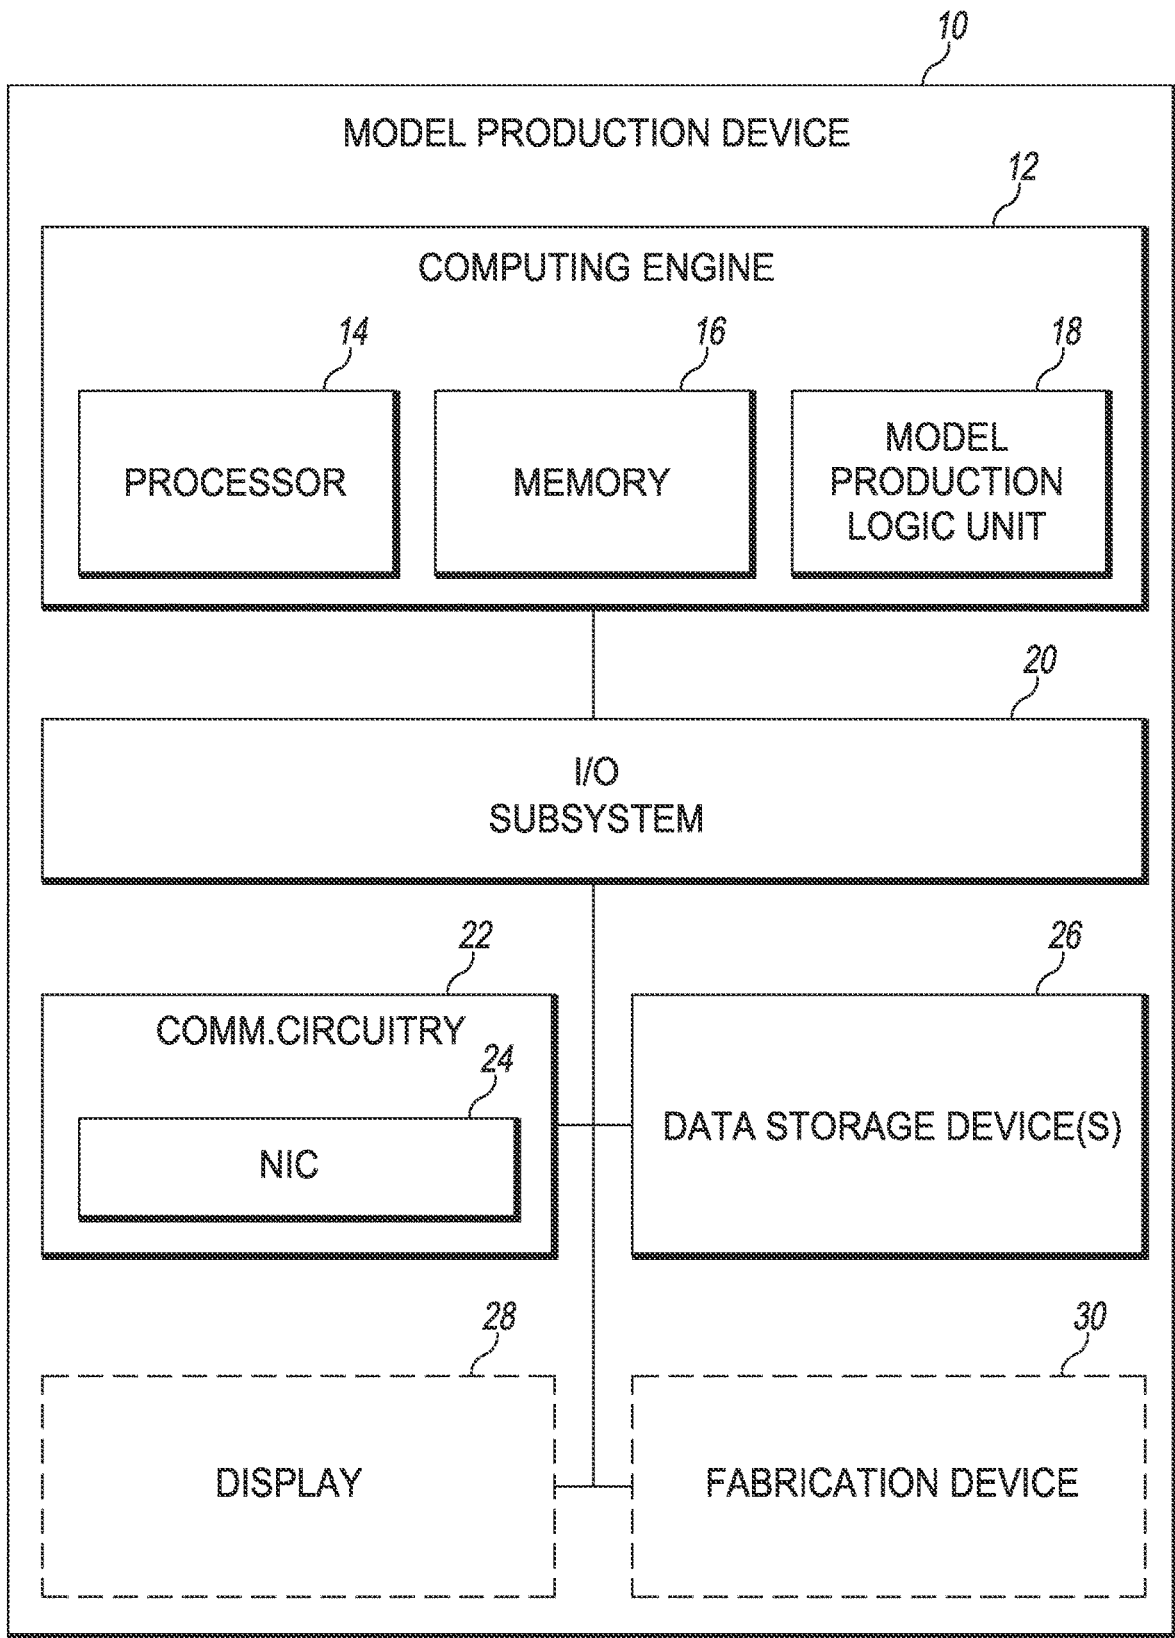 10
MODEL PRODUCTION DEVICE
12
COMPUTING ENGINE
14
16
18
PROCESSOR
MEMORY
MODEL
PRODUCTION
LOGIC UNIT
20
I/O
SUBSYSTEM
22
26
COMM.CIRCUITRY
24
NIC
DATA STORAGE DEVICE(S)
28
30
DISPLAY
FABRICATION DEVICE